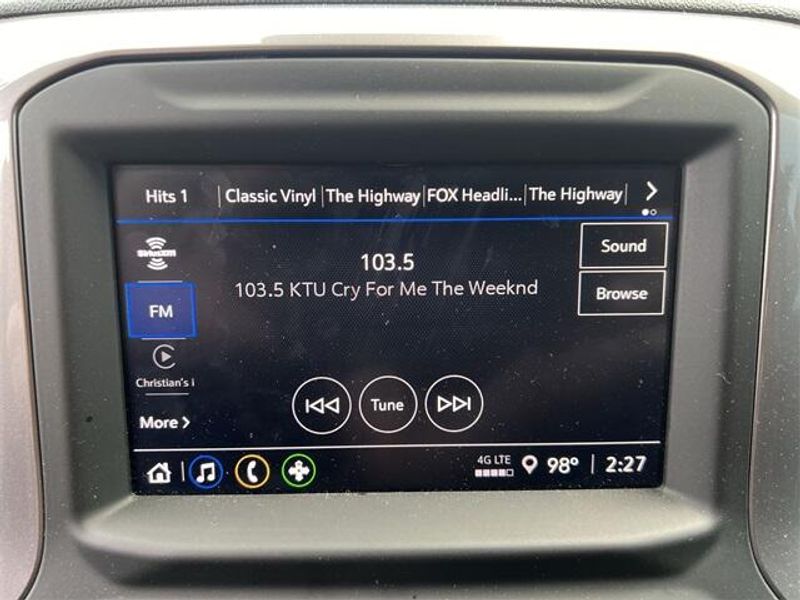 Hits 1 Classic Vinyl The Highway FOX Headli... The Highway
SiriusXM
Sound
103.5
103.5 KTU Cry For Me The Weeknd
Browse
FM
Christian's i
Tune
More
4G LTE
98° 2:27